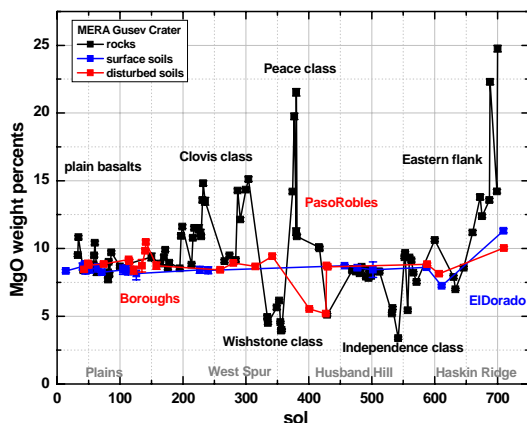 MERA Gusev Crater
rocks
surface soils
disturbed soils
Peace class
plain basalts
Clovis class
Eastern flank
PasoRobles
Boroughs
ElDorado
Wishstone class
Independence class
Plains
West Spur
Husband Hill
Haskin Ridge
MgO weight percents
25
20
15
10
5
0
0 100 200 300 400 500 600 700
sol